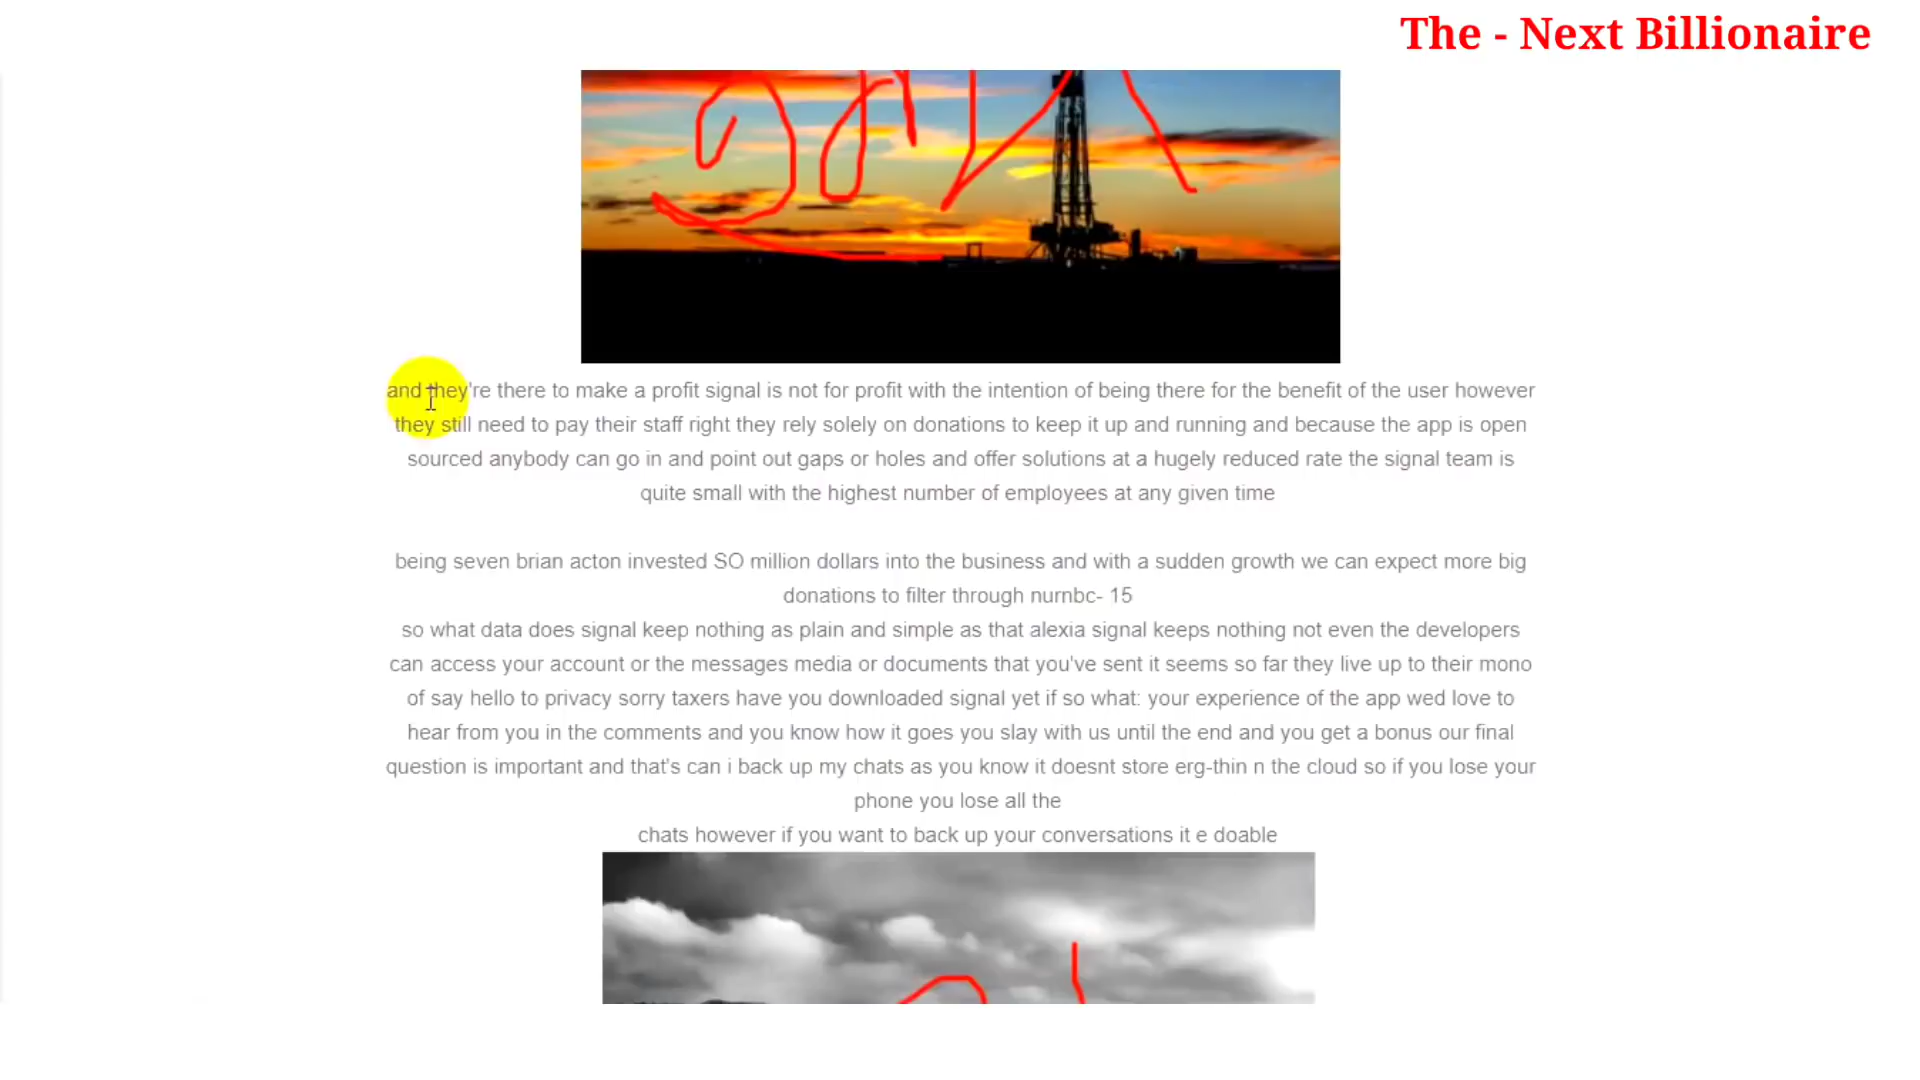 The - Next Billionaire
and they're there to make a profit signal is not for profit with the intention of being there for the benefit of the user however
they still need to pay their staff right they rely solely on donations to keep it up and running and because the app is open
sourced anybody can go in and point out gaps or holes and offer solutions at a hugely reduced rate the signal team is
quite small with the highest number of employees at any given time
being seven brian acton invested SO million dollars into the business and with a sudden growth we can expect more big
donations to filter through nurnbc- 15
so what data does signal keep nothing as plain and simple as that alexia signal keeps nothing not even the developers
can access your account or the messages media or documents that you've sent it seems so far they live up to their mono
of say hello to privacy sorry taxers have you downloaded signal yet if so what: your experience of the app wed love to
hear from you in the comments and you know how it goes you slay with us until the end and you get a bonus our final
question is important and that's can i back up my chats as you know it doesnt store erg-thin n the cloud so if you lose your
phone you lose all the
chats however if you want to back up your conversations it e doable